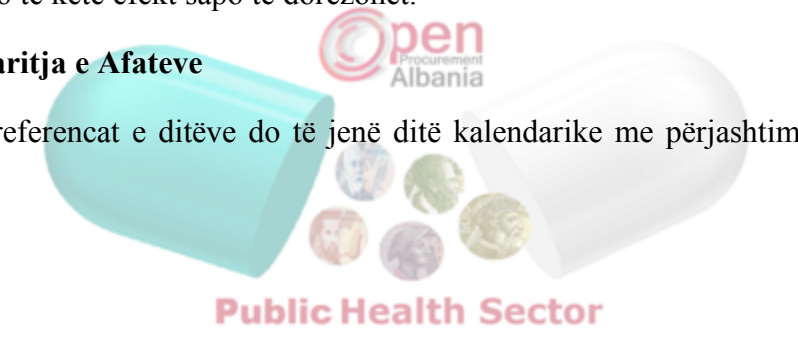 të ketë efekt sapo të dorëzohet.
Open
Procurement
Albania
aritja e Afateve
referencat e ditëve do të jenë ditë kalendarike me përjashtim
Public Health Sector